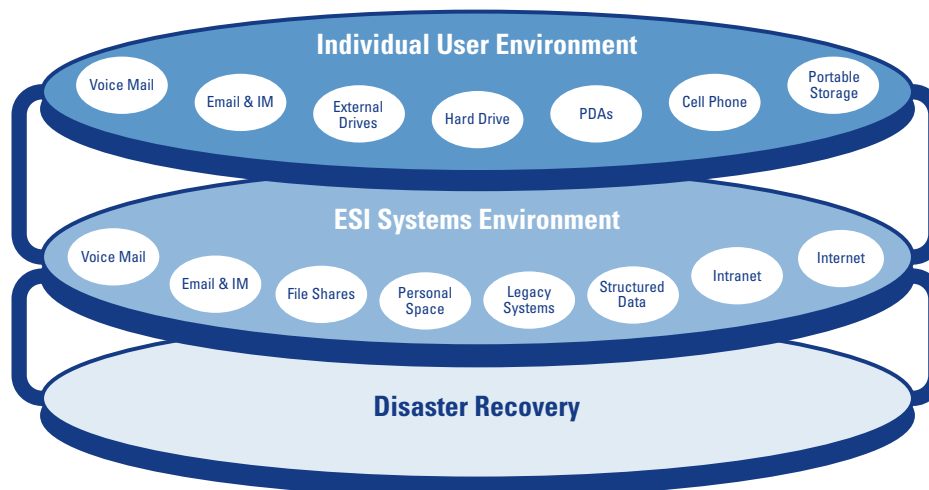 Individual User Environment
Voice Mail
Email & IM
External
Drives
Hard Drive
PDAs
Cell Phone
Portable
Storage
ESI Systems Environment
Voice Mail
Email & IM
File Shares
Personal
Space
Legacy
Systems
Structured
Data
Intranet
Internet
Disaster Recovery